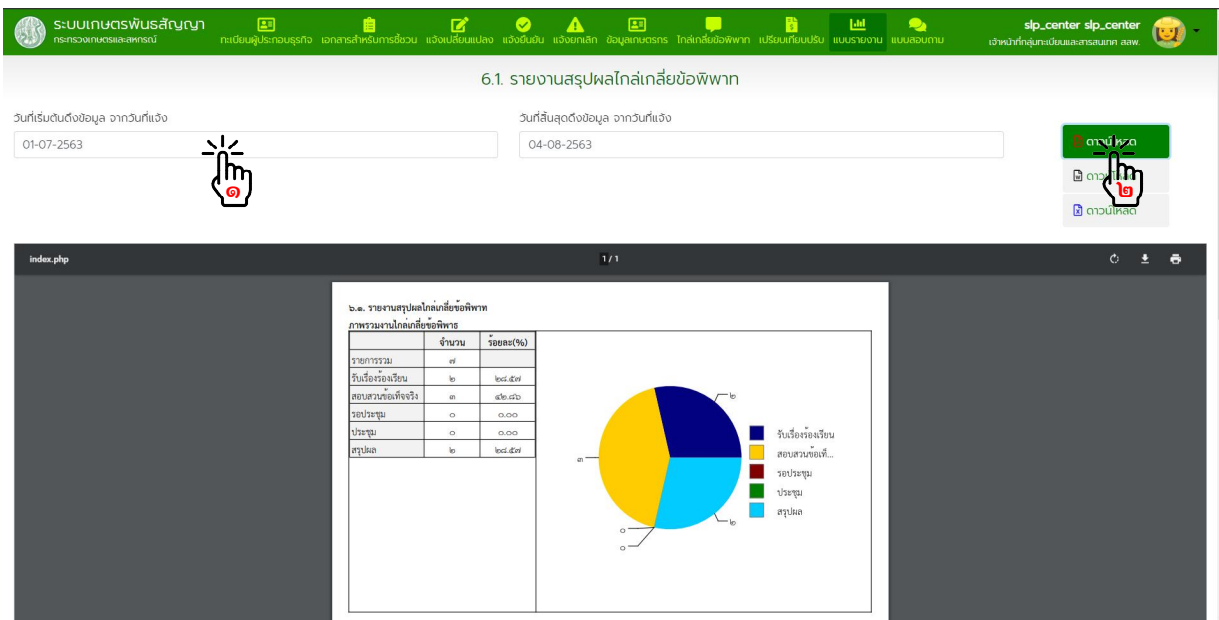 ระบบเกษตรพันธสัญญา
กระทรวงเกษตรและสหกรณ์
ทะเบียนผู้ประกอบธุรกิจ เอกสารสำหรับการชี้ชวน แจ้งเปลี่ยนแปลง แจ้งยืนยัน แจ้งยกเลิก ข้อมูลเกษตรกร ไกล่เกลี่ยข้อพิพาท เปรียบเทียบปรับ แบบรายงาน แบบสอบถาม
slp_center slp_center
เจ้าหน้าที่กลุ่มทะเบียนและสารสนเทศ สลพ.
6.1. รายงานสรุปผลไกล่เกลี่ยข้อพิพาท
วันที่เริ่มต้นดึงข้อมูล จากวันที่แจ้ง วันที่สิ้นสุดดึงข้อมูล จากวันที่แจ้ง
01-07-2563 04-08-2563
ดาวน์โหลด
ดาวน์โหลด
ดาวน์โหลด
๑
๒
index.php 1 / 1
๖.๑. รายงานสรุปผลไกล่เกลี่ยข้อพิพาท
ภาพรวมงานไกล่เกลี่ยข้อพิพาธ
จำนวน ร้อยละ(%)
รายการรวม ๗
รับเรื่องร้องเรียน ๒ ๒๘.๕๗
สอบสวนข้อเท็จจริง ๓ ๔๒.๘๖
รอประชุม ๐ ๐.๐๐
ประชุม ๐ ๐.๐๐
สรุปผล ๒ ๒๘.๕๗
๒
๓
๒
๐
๐
รับเรื่องร้องเรียน
สอบสวนข้อเท็...
รอประชุม
ประชุม
สรุปผล